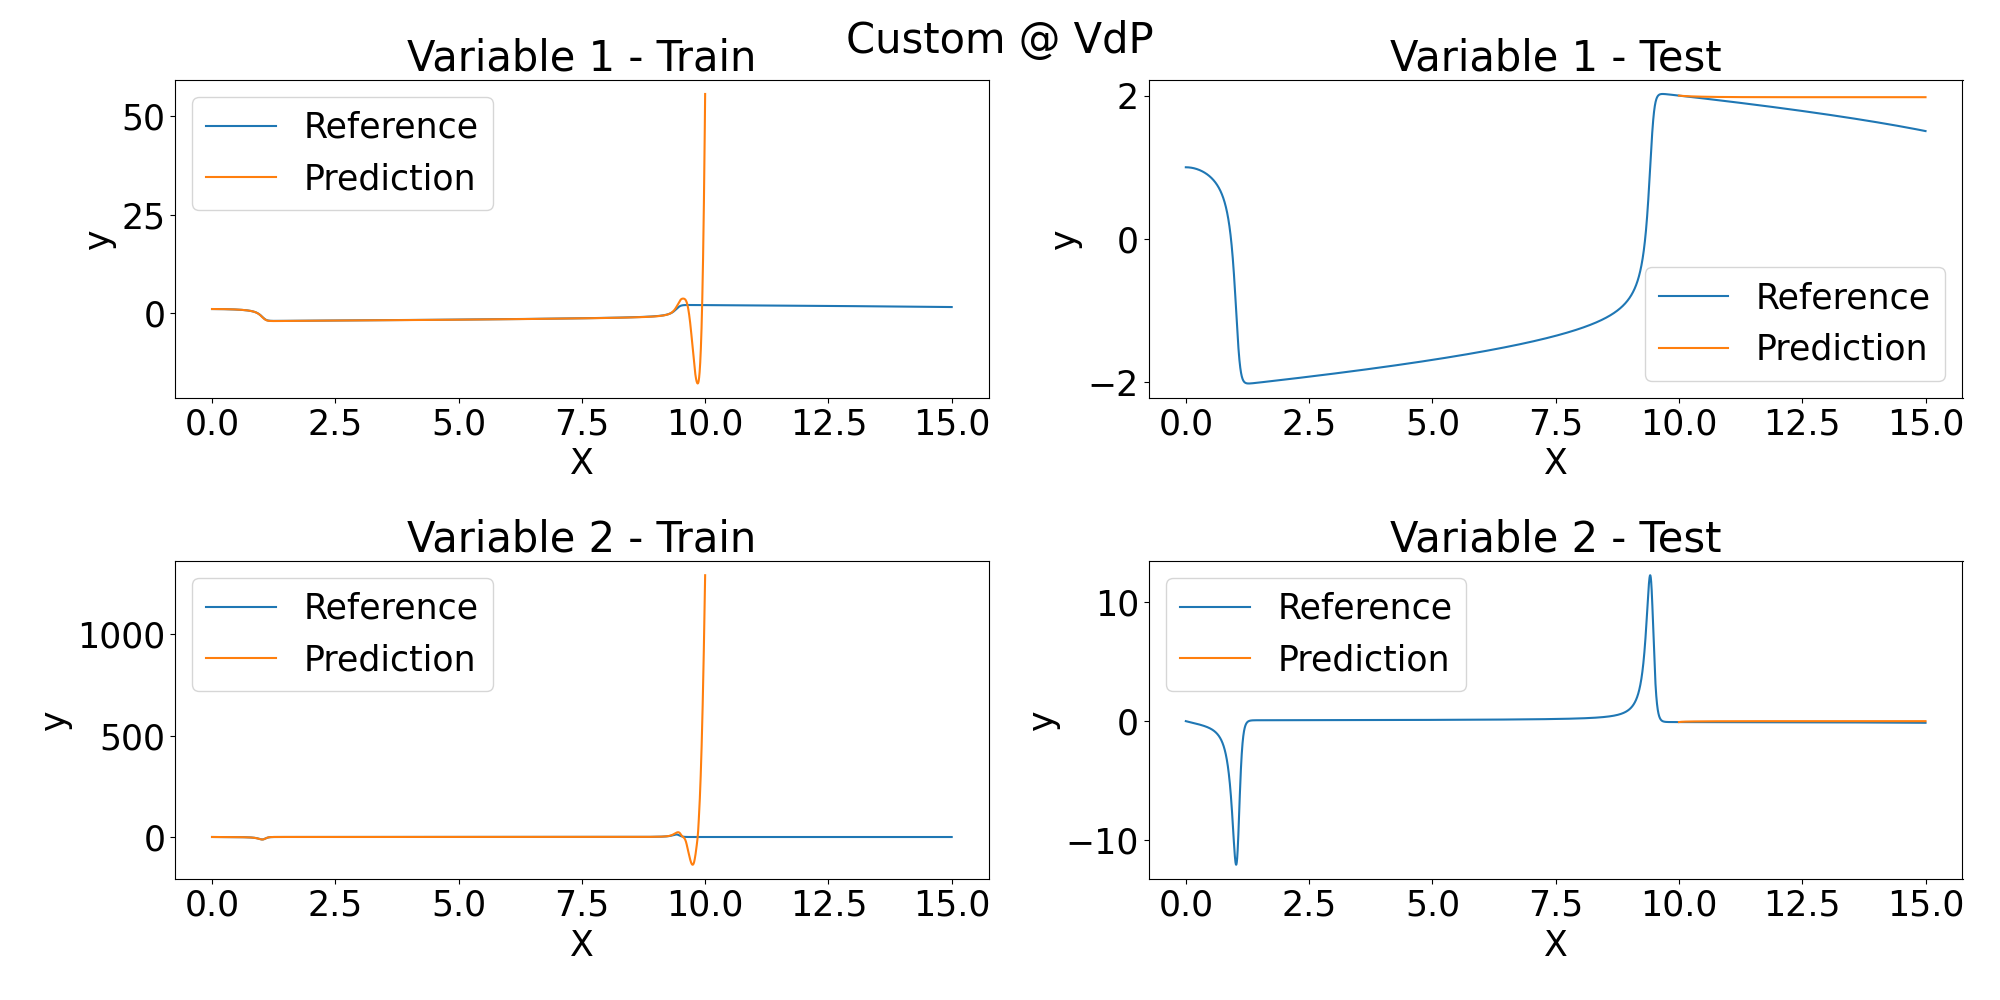 Custom @ VdP
Variable 1 - Train
50
25
0
y
Reference
Prediction
0.0 2.5 5.0 7.5 10.0 12.5 15.0
X
Variable 1 - Test
2
0
−2
y
Reference
Prediction
0.0 2.5 5.0 7.5 10.0 12.5 15.0
X
Variable 2 - Train
1000
500
0
y
Reference
Prediction
0.0 2.5 5.0 7.5 10.0 12.5 15.0
X
Variable 2 - Test
10
0
−10
y
Reference
Prediction
0.0 2.5 5.0 7.5 10.0 12.5 15.0
X